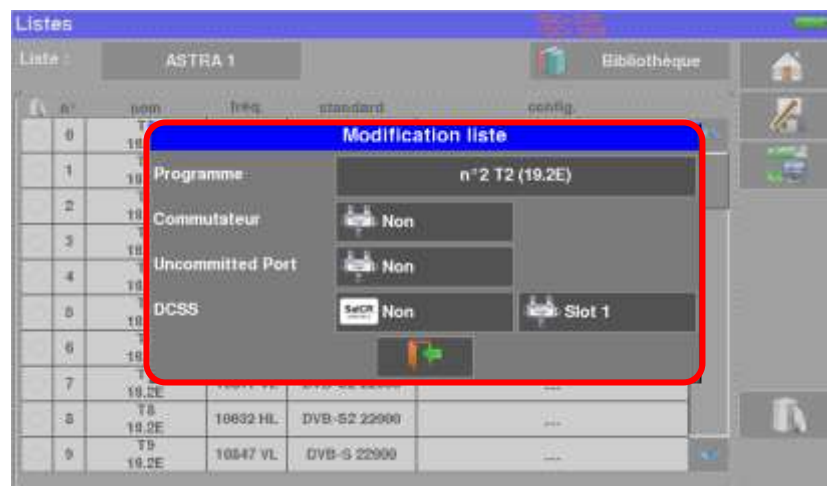 Listes
Liste : ASTRA 1 Bibliothèque
n° nom freq. standard config.
0
1
2
3
4
5
6
7 19.2E
8 T8 19.2E 10832 HL DVB-S2 22000 ---
9 T9 19.2E 10847 VL DVB-S 22000 ---
Modification liste
Programme n°2 T2 (19.2E)
Commutateur Non
Uncommitted Port Non
DCSS SatCR Non Slot 1